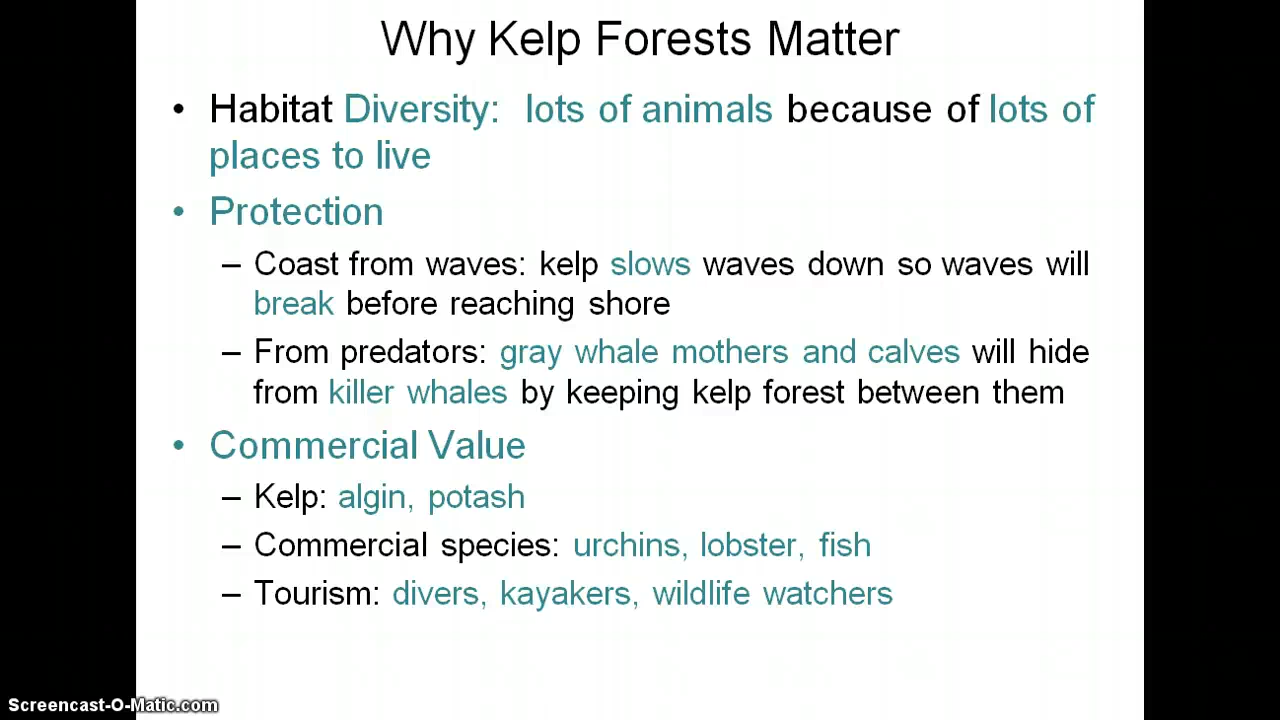 Why Kelp Forests Matter
• Habitat Diversity: lots of animals because of lots of
places to live
• Protection
– Coast from waves: kelp slows waves down so waves will
break before reaching shore
– From predators: gray whale mothers and calves will hide
from killer whales by keeping kelp forest between them
• Commercial Value
– Kelp: algin, potash
– Commercial species: urchins, lobster, fish
– Tourism: divers, kayakers, wildlife watchers
Screencast-O-Matic.com